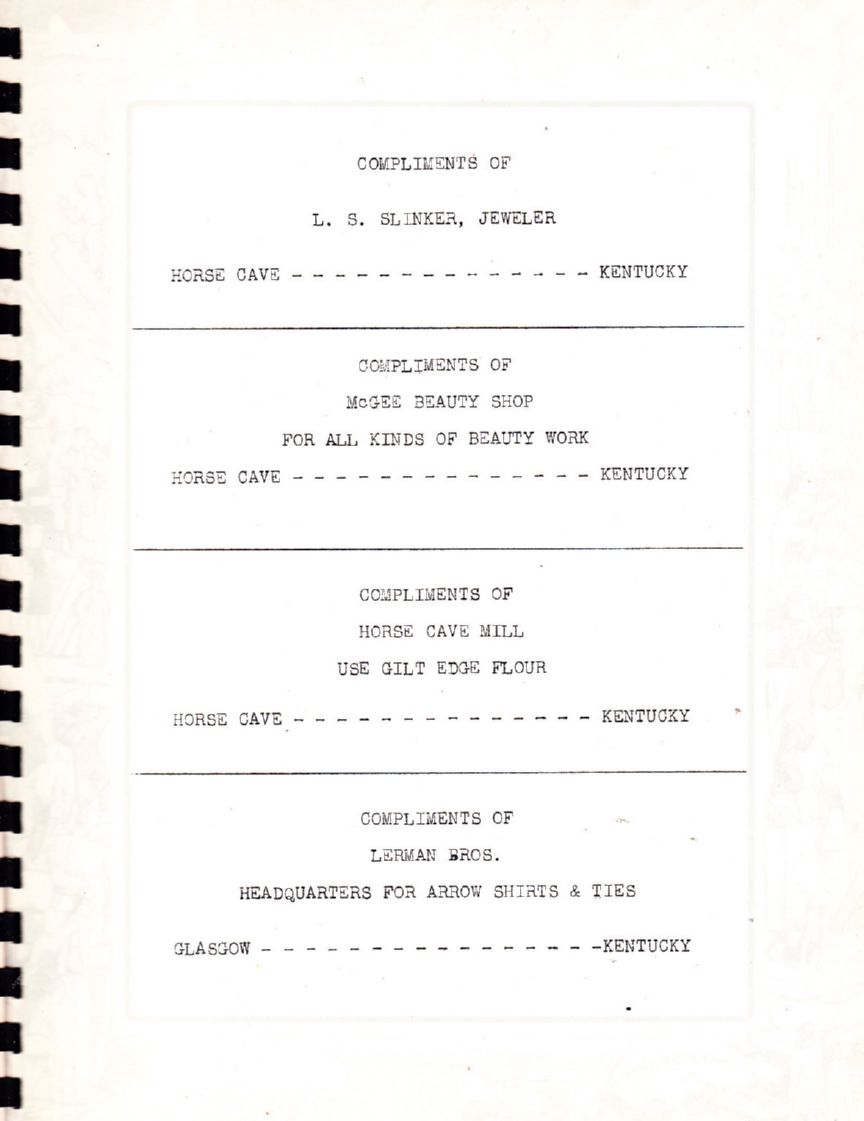 COMPLIMENTS OF
L. S. SLINKER, JEWELER
HORSE CAVE - - - - - - - - - - - - - - KENTUCKY
COMPLIMENTS OF
McGEE BEAUTY SHOP
FOR ALL KINDS OF BEAUTY WORK
HORSE CAVE - - - - - - - - - - - - - - KENTUCKY
COMPLIMENTS OF
HORSE CAVE MILL
USE GILT EDGE FLOUR
HORSE CAVE - - - - - - - - - - - - - - KENTUCKY
COMPLIMENTS OF
LERMAN BROS.
HEADQUARTERS FOR ARROW SHIRTS & TIES
GLASGOW - - - - - - - - - - - - - - - -KENTUCKY